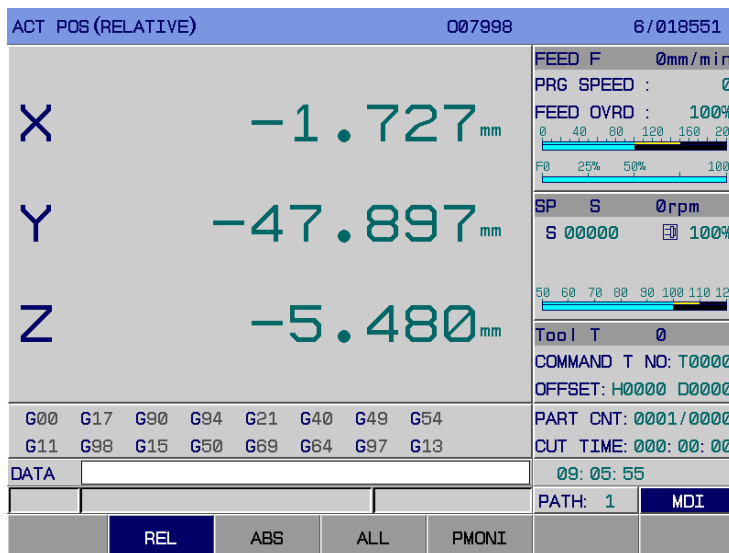 ACT POS(RELATIVE) O07998 6/018551
X -1.727mm
Y -47.897mm
Z -5.480mm
FEED F 0mm/min
PRG SPEED : 0
FEED OVRD : 100%
0 40 80 120 160 20
F0 25% 50% 100
SP S 0rpm
S 00000 100%
50 60 70 80 90 100 110 12
Tool T 0
COMMAND T NO: T0000
OFFSET: H0000 D0000
G00 G17 G90 G94 G21 G40 G49 G54
G11 G98 G15 G50 G69 G64 G97 G13
PART CNT: 0001/0000
CUT TIME: 000:00:00
DATA
09:05:55
PATH: 1 MDI
REL ABS ALL PMONI